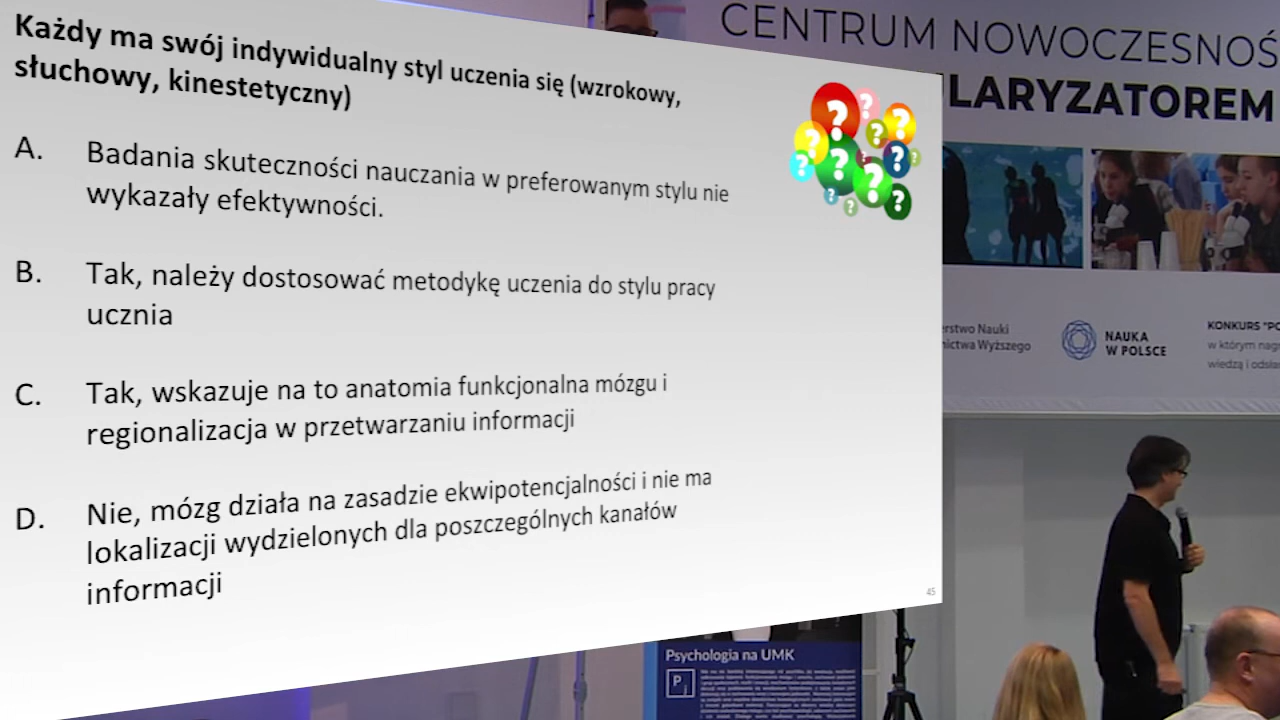 Każdy ma swój indywidualny styl uczenia się (wzrokowy,
słuchowy, kinestetyczny)
A. Badania skuteczności nauczania w preferowanym stylu nie
wykazały efektywności.
B. Tak, należy dostosować metodykę uczenia do stylu pracy
ucznia
C. Tak, wskazuje na to anatomia funkcjonalna mózgu i
regionalizacja w przetwarzaniu informacji
D. Nie, mózg działa na zasadzie ekwipotencjalności i nie ma
lokalizacji wydzielonych dla poszczególnych kanałów
informacji
45
CENTRUM NOWOCZESNOŚ
LARYZATOREM
erstwo Nauki
nictwa Wyższego
NAUKA
W POLSCE
KONKURS "PO
w którym nagr
wiedzą i odsła
Psychologia na UMK